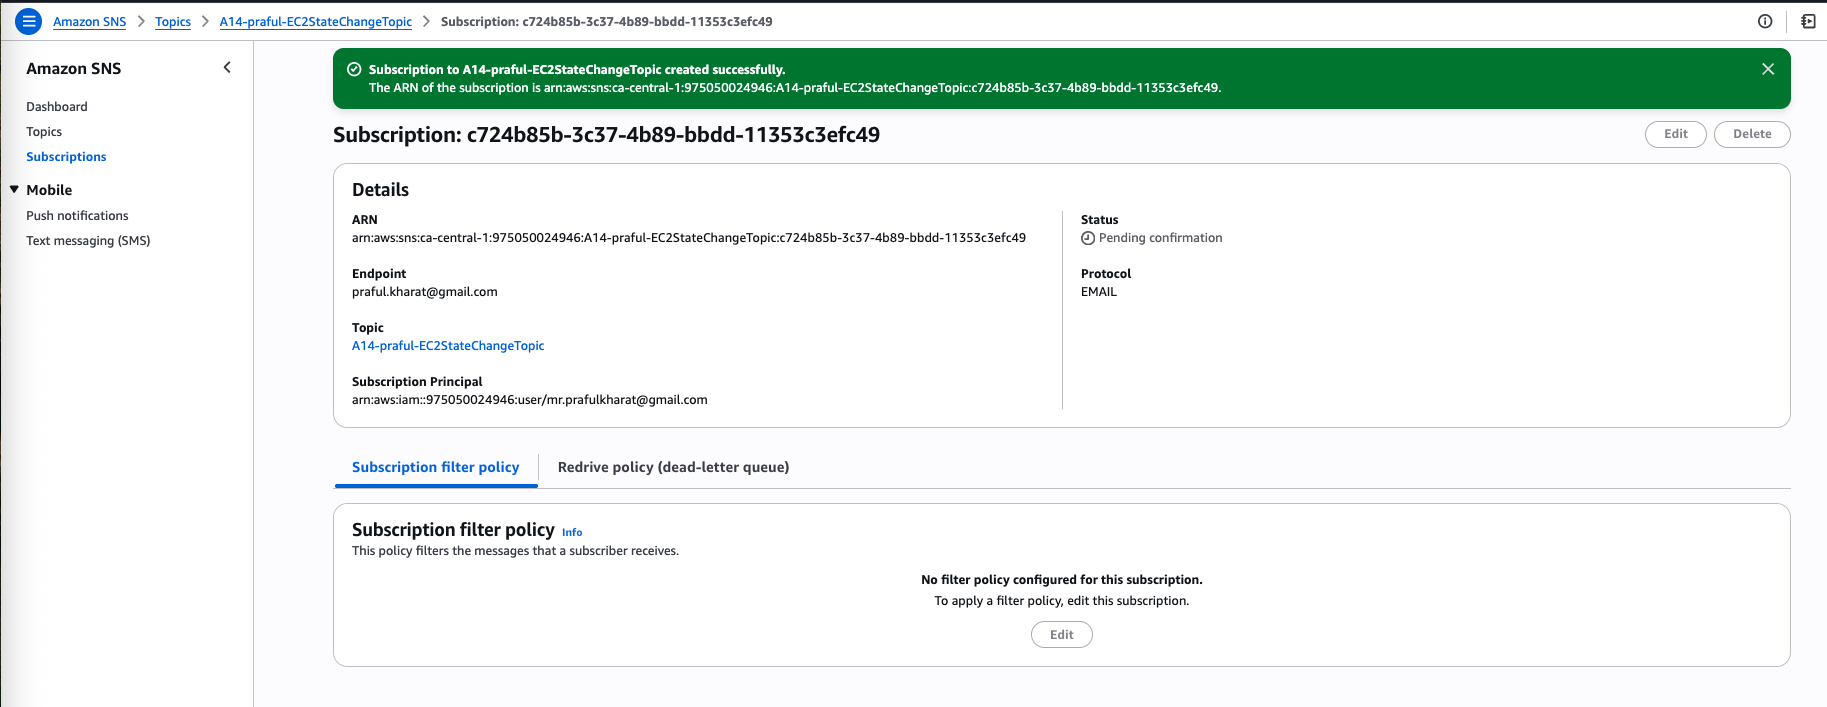 Amazon SNS > Topics > A14-praful-EC2StateChangeTopic > Subscription: c724b85b-3c37-4b89-bbdd-11353c3efc49
Amazon SNS
Dashboard
Topics
Subscriptions
Mobile
Push notifications
Text messaging (SMS)
Subscription to A14-praful-EC2StateChangeTopic created successfully.
The ARN of the subscription is arn:aws:sns:ca-central-1:975050024946:A14-praful-EC2StateChangeTopic:c724b85b-3c37-4b89-bbdd-11353c3efc49.
Subscription: c724b85b-3c37-4b89-bbdd-11353c3efc49
Edit
Delete
Details
ARN
arn:aws:sns:ca-central-1:975050024946:A14-praful-EC2StateChangeTopic:c724b85b-3c37-4b89-bbdd-11353c3efc49
Endpoint
praful.kharat@gmail.com
Topic
A14-praful-EC2StateChangeTopic
Subscription Principal
arn:aws:iam::975050024946:user/mr.prafulkharat@gmail.com
Status
Pending confirmation
Protocol
EMAIL
Subscription filter policy
Redrive policy (dead-letter queue)
Subscription filter policy Info
This policy filters the messages that a subscriber receives.
No filter policy configured for this subscription.
To apply a filter policy, edit this subscription.
Edit